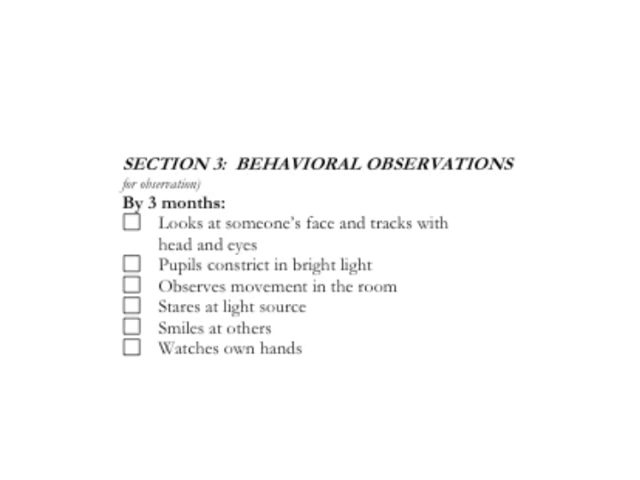 SECTION 3: BEHAVIORAL OBSERVATIONS
for observation)
By 3 months:
Looks at someone's face and tracks with
head and eyes
Pupils constrict in bright light
Observes movement in the room
Stares at light source
Smiles at others
Watches own hands